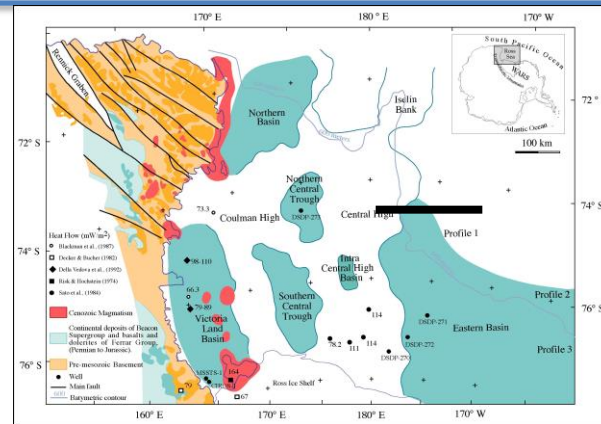 170° E
180° E
170° W
South Pacific Ocean
Ross Sea
WARS
Atlantic Ocean
100 km
Rennick Graben
Northern Basin
Iselin Bank
72° S
72° S
Northern Central Trough
DSDP-273
73.3
Coulman High
Central High
Profile 1
74° S
74° S
Heat Flow (mW m²)
Blackman et al., (1987)
Decker & Bucher (1982)
Della Vedova et al., (1992)
Risk & Hochstein (1974)
Sato et al., (1984)
98-110
66.3
79-89
Victoria Land Basin
Intra Central High Basin
Southern Central Trough
Eastern Basin
Profile 2
Profile 3
114
114
111
78.2
DSDP-271
DSDP-272
DSDP-270
Cenozoic Magmatism
Continental deposits of Beacon
Supergroup and basalts and
dolerites of Ferrar Group,
(Permian to Jurassic).
Pre-mesozoic Basement
Well
Main fault
Batymetric contour
76° S
76° S
MSSTS-1
164
79
67
Ross Ice Shelf
160° E
170° E
180° E
170° W